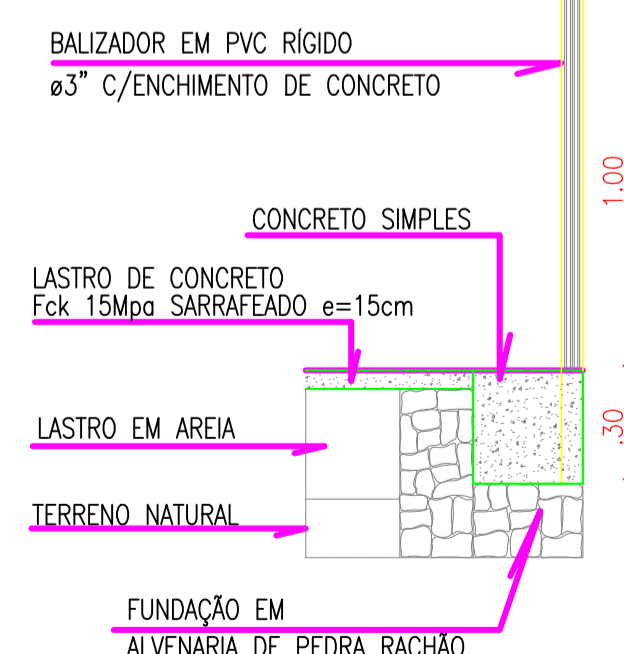 BALIZADOR EM PVC RÍGIDO
ø3" C/ENCHIMENTO DE CONCRETO
1.00
CONCRETO SIMPLES
LASTRO DE CONCRETO
Fck 15Mpa SARRAFEADO e=15cm
.30
LASTRO EM AREIA
TERRENO NATURAL
FUNDAÇÃO EM
ALVENARIA DE PEDRA RACHÃO